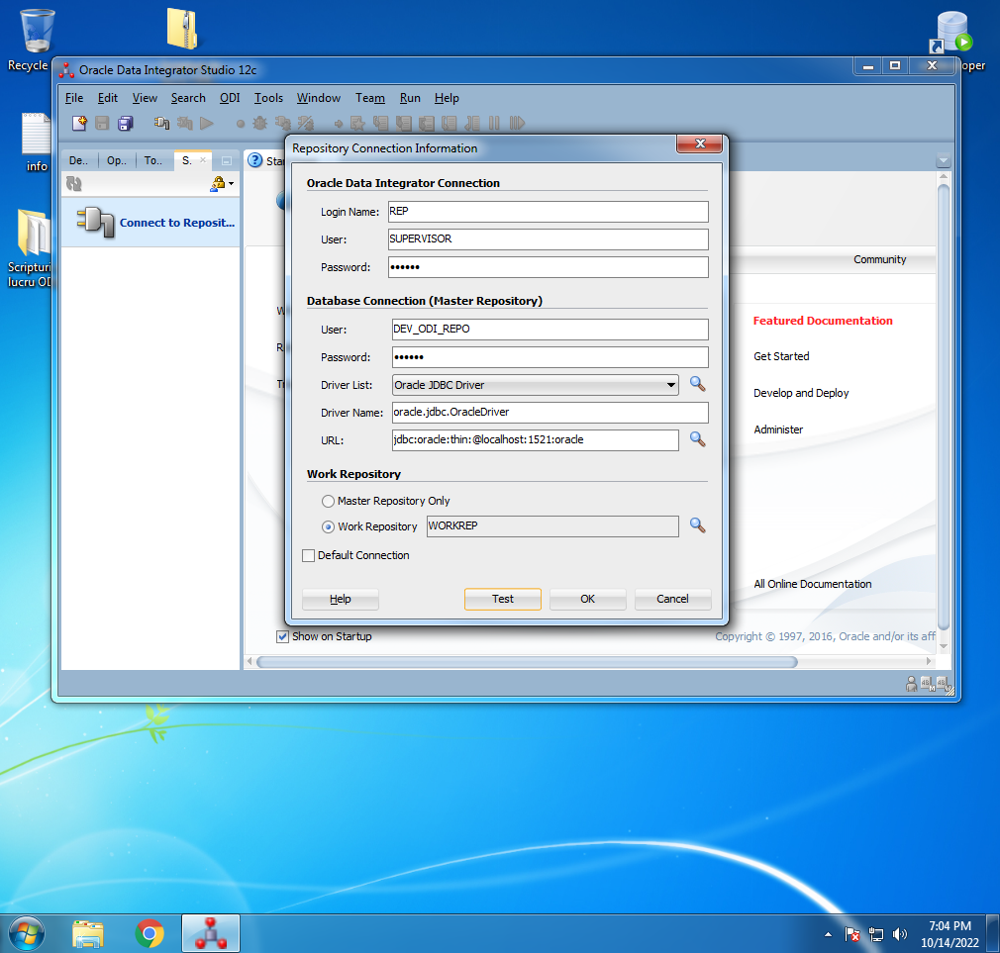 Recycle
info
Scripturi
lucru OD
oper
Oracle Data Integrator Studio 12c
File Edit View Search ODI Tools Window Team Run Help
De.. Op.. To.. S.
Connect to Reposit...
Repository Connection Information
Oracle Data Integrator Connection
Login Name: REP
User: SUPERVISOR
Password: ••••••
Database Connection (Master Repository)
User: DEV_ODI_REPO
Password: ••••••
Driver List: Oracle JDBC Driver
Driver Name: oracle.jdbc.OracleDriver
URL: jdbc:oracle:thin:@localhost:1521:oracle
Work Repository
Master Repository Only
Work Repository WORKREP
Default Connection
Help Test OK Cancel
Community
Featured Documentation
Get Started
Develop and Deploy
Administer
All Online Documentation
Show on Startup
Copyright © 1997, 2016, Oracle and/or its aff
7:04 PM
10/14/2022